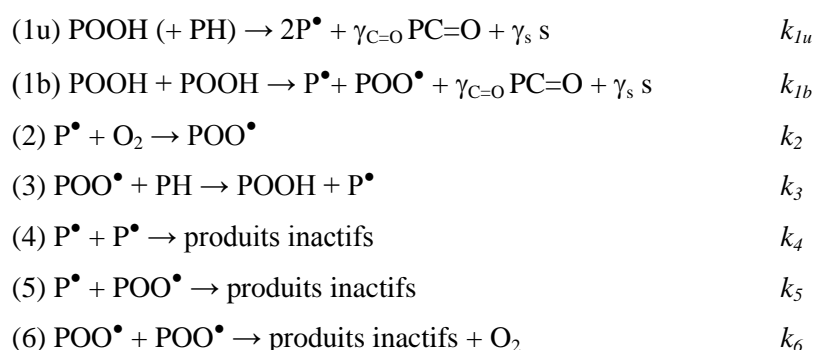 (1u) POOH (+ PH) → 2P• + γC=O PC=O + γs s k1u
(1b) POOH + POOH → P•+ POO• + γC=O PC=O + γs s k1b
(2) P• + O2 → POO• k2
(3) POO• + PH → POOH + P• k3
(4) P• + P• → produits inactifs k4
(5) P• + POO• → produits inactifs k5
(6) POO• + POO• → produits inactifs + O2 k6